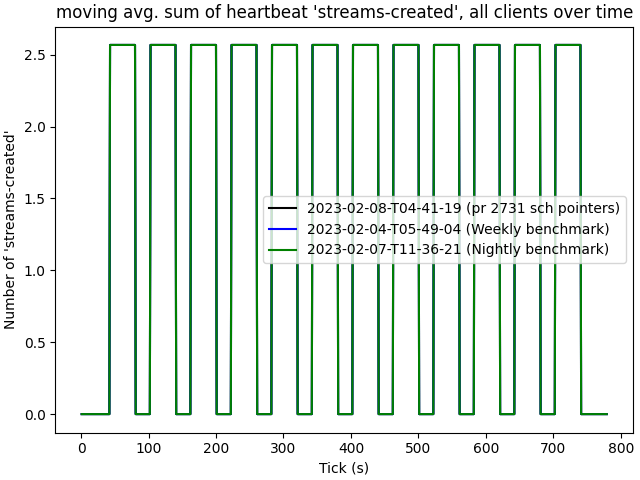 moving avg. sum of heartbeat 'streams-created', all clients over time
Number of 'streams-created'
2.5
2.0
1.5
1.0
0.5
0.0
2023-02-08-T04-41-19 (pr 2731 sch pointers)
2023-02-04-T05-49-04 (Weekly benchmark)
2023-02-07-T11-36-21 (Nightly benchmark)
0 100 200 300 400 500 600 700 800
Tick (s)